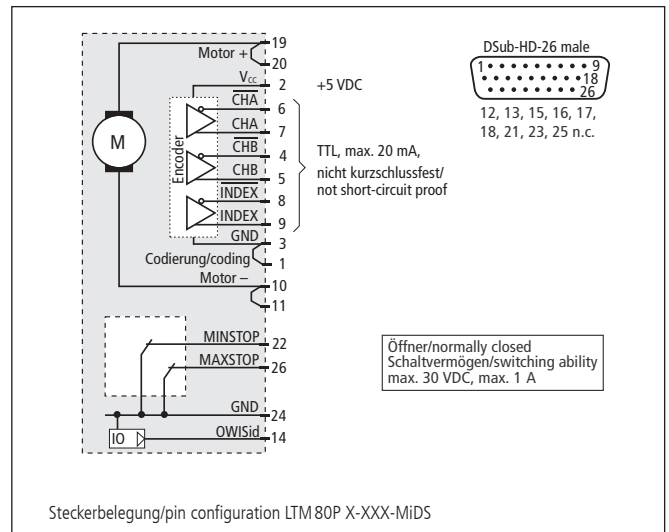 19
Motor +
20
Vcc
2
+5 VDC
CHA
6
CHA
7
CHB
4
CHB
5
INDEX
8
INDEX
9
GND
3
Codierung/coding
1
Motor –
10
11
M
Encoder
TTL, max. 20 mA,
nicht kurzschlussfest/
not short-circuit proof
DSub-HD-26 male
1 9
18
26
12, 13, 15, 16, 17,
18, 21, 23, 25 n.c.
MINSTOP
22
MAXSTOP
26
GND
24
IO
OWISid
14
Öffner/normally closed
Schaltvermögen/switching ability
max. 30 VDC, max. 1 A
Steckerbelegung/pin configuration LTM 80P X-XXX-MiDS